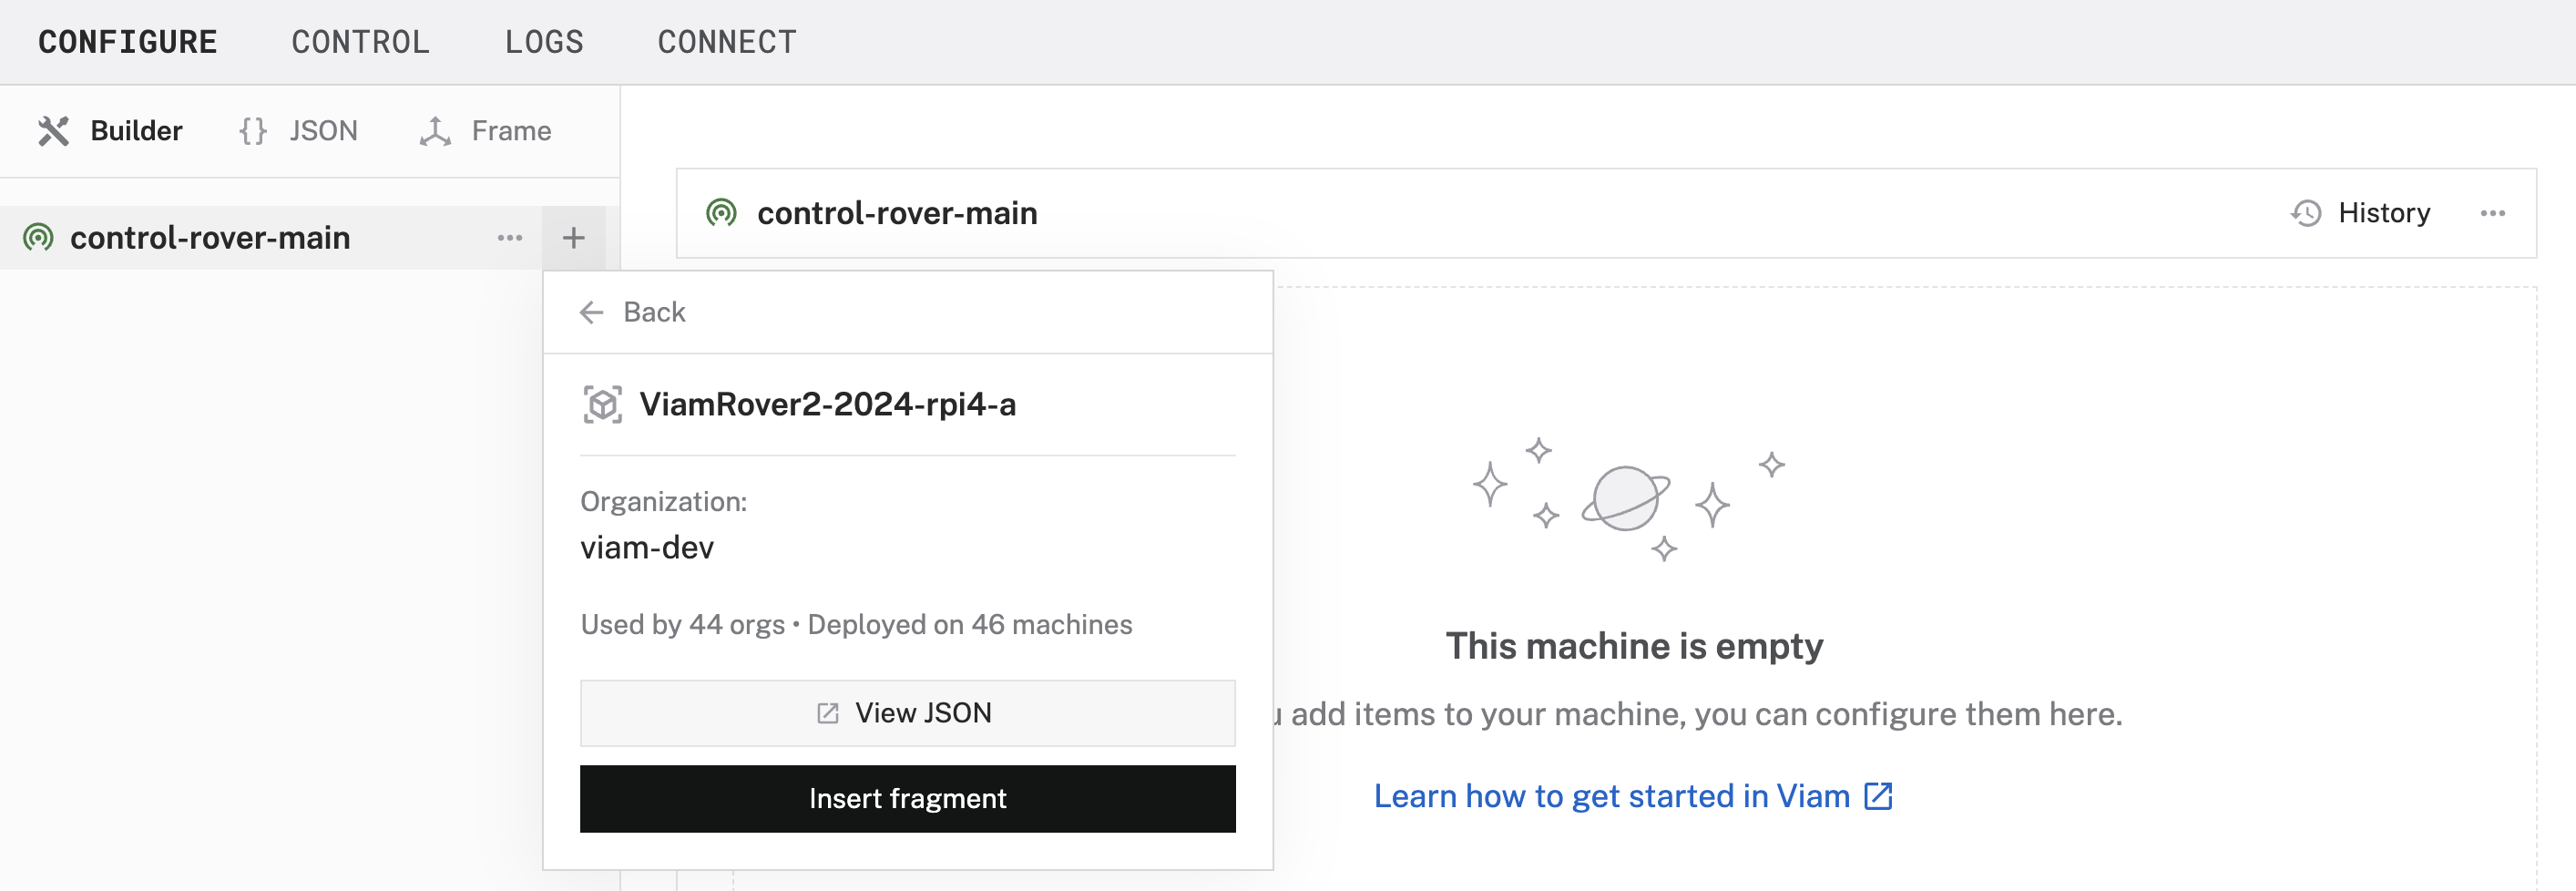 CONFIGURE CONTROL LOGS CONNECT
Builder {} JSON Frame
control-rover-main ... +
control-rover-main History ...
Back
ViamRover2-2024-rpi4-a
Organization:
viam-dev
Used by 44 orgs • Deployed on 46 machines
View JSON
Insert fragment
This machine is empty
add items to your machine, you can configure them here.
Learn how to get started in Viam